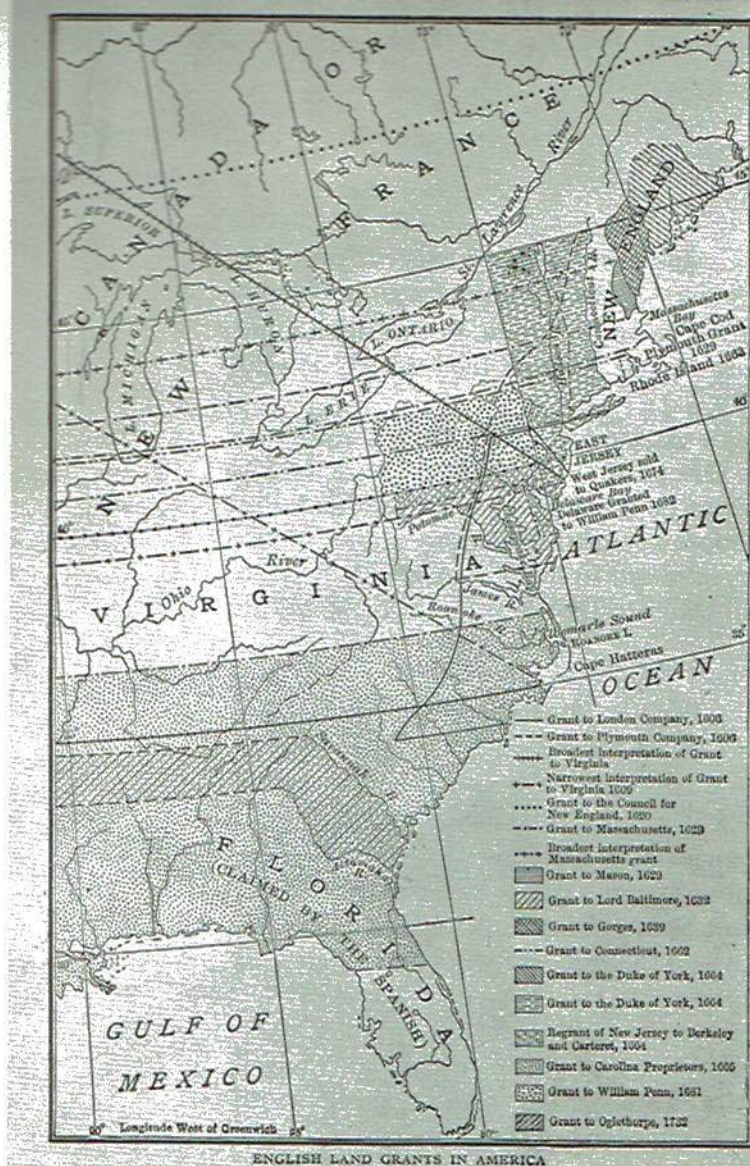 CANADA OR
NEW FRANCE
St. Lawrence River
L. SUPERIOR
L. MICHIGAN
L. HURON
L. ONTARIO
L. ERIE
NEW ENGLAND
Massachusetts
Bay
Cape Cod
Plymouth Grant
1620
Rhode Island
40
EAST
JERSEY
West Jersey sold
to Quakers, 1674
Delaware Bay
Delaware Granted
to William Penn 1682
Potomac
ATLANTIC
OCEAN
VIRGINIA
Ohio River
James R.
Roanoke R.
Albemarle Sound
ROANOKE I.
Cape Hatteras
35°
Savannah
FLORIDA
(CLAIMED BY THE SPANISH)
GULF OF
MEXICO
90° Longitude West of Greenwich 85° 80°
Grant to London Company, 1606
Grant to Plymouth Company, 1606
Broadest Interpretation of Grant
to Virginia
Narrowest Interpretation of Grant
to Virginia 1609
Grant to the Council for
New England, 1620
Grant to Massachusetts, 1629
Broadest Interpretation of
Massachusetts grant
Grant to Mason, 1629
Grant to Lord Baltimore, 1632
Grant to Gorges, 1639
Grant to Connecticut, 1662
Grant to the Duke of York, 1664
Grant to the Duke of York, 1664
Regrant of New Jersey to Berkeley
and Carteret, 1664
Grant to Carolina Proprietors, 1665
Grant to William Penn, 1681
Grant to Oglethorpe, 1732
ENGLISH LAND GRANTS IN AMERICA